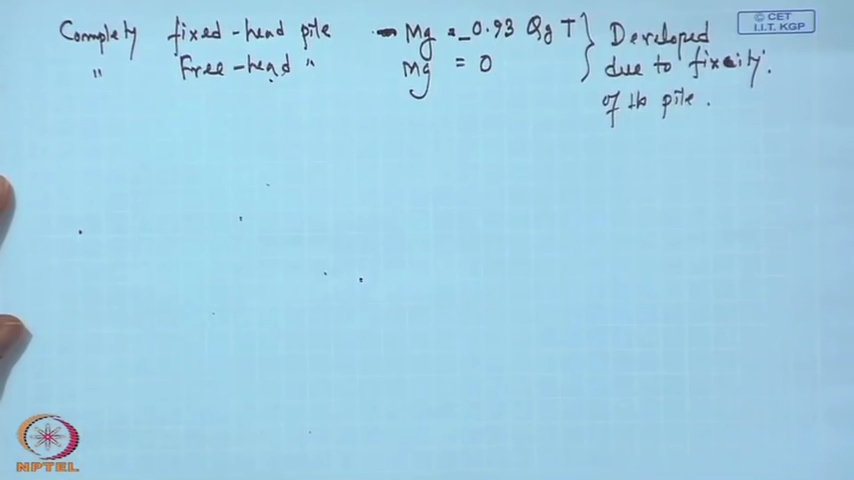 Complety fixed-head pile - Mg = -0.93 Qg T } Developed
" Free-head " Mg = 0 due to fixity.
of the pile.
© CET
I.I.T. KGP
NPTEL